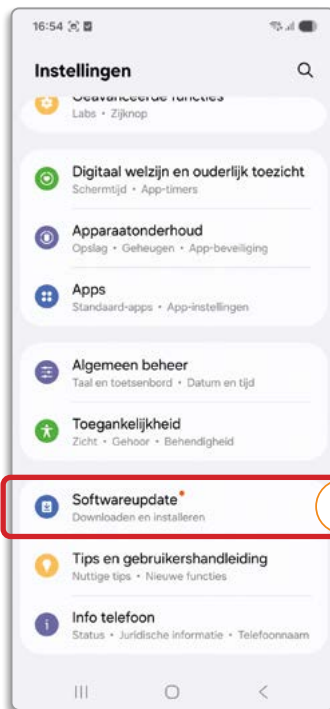 16:54
Instellingen
Geavanceerde functies
Labs • Zijknop
Digitaal welzijn en ouderlijk toezicht
Schermtijd • App-timers
Apparaatonderhoud
Opslag • Geheugen • App-beveiliging
Apps
Standaard-apps • App-instellingen
Algemeen beheer
Taal en toetsenbord • Datum en tijd
Toegankelijkheid
Zicht • Gehoor • Behendigheid
Softwareupdate
Downloaden en installeren
Tips en gebruikershandleiding
Nuttige tips • Nieuwe functies
Info telefoon
Status • Juridische informatie • Telefoonnaam